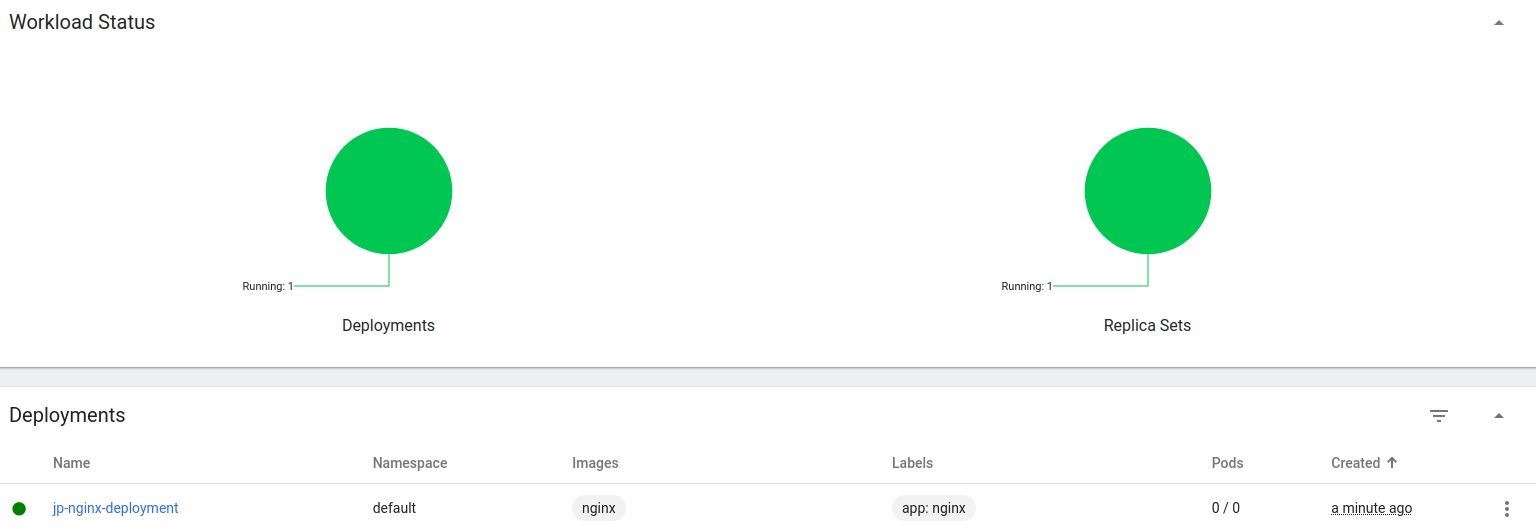 Workload Status
Running: 1
Running: 1
Deployments
Replica Sets
Deployments
Name Namespace Images Labels Pods Created
jp-nginx-deployment default nginx app: nginx 0 / 0 a minute ago